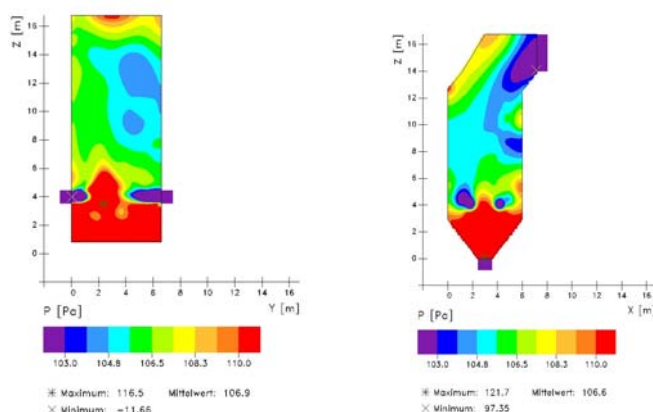 Z [m]
16
14
12
10
8
6
4
2
0
0 2 4 6 8 10 12 14 16
P [Pa]
Y [m]
103.0 104.8 106.5 108.3 110.0
Maximum: 116.5 Mittelwert: 106.9
Minimum: -11.66
Z [m]
16
14
12
10
8
6
4
2
0
0 2 4 6 8 10 12 14 16
X [m]
P [Pa]
103.0 104.8 106.5 108.3 110.0
Maximum: 121.7 Mittelwert: 106.6
Minimum: 97.35